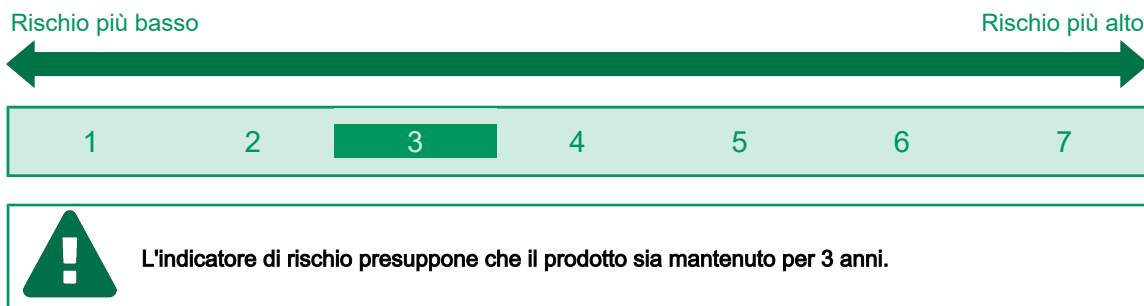 Rischio più basso Rischio più alto
1 2 3 4 5 6 7
L'indicatore di rischio presuppone che il prodotto sia mantenuto per 3 anni.